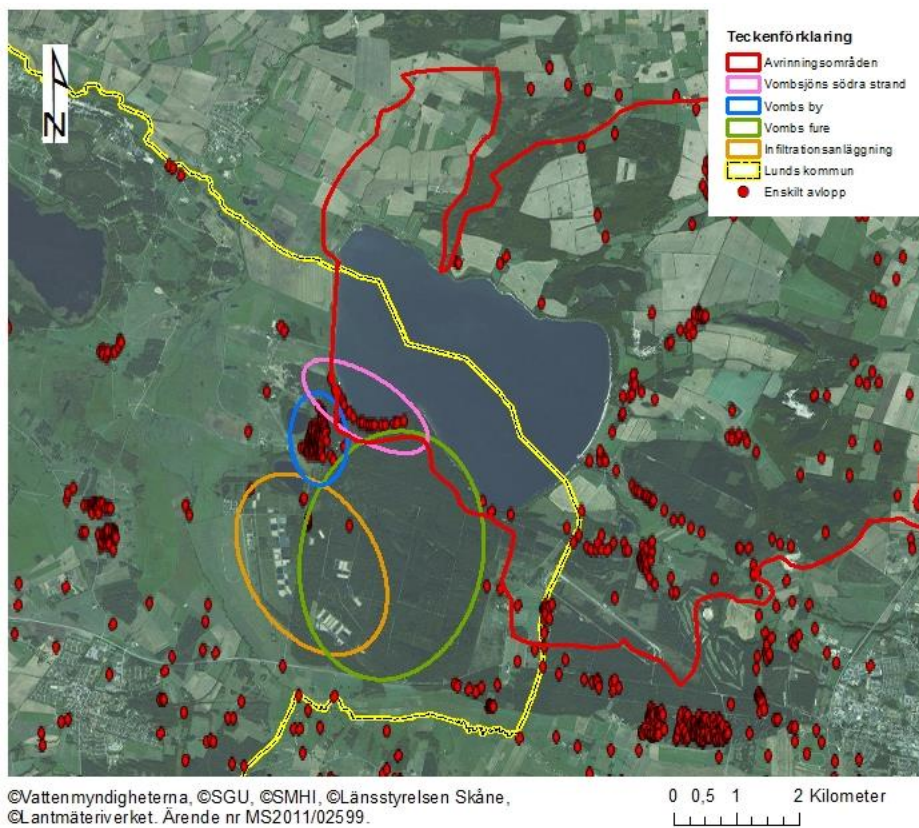 N
Teckenförklaring
Avrinningsområden
Vombsjöns södra strand
Vombs by
Vombs fure
Infiltrationsanläggning
Lunds kommun
Enskilt avlopp
©Vattenmyndigheterna, ©SGU, ©SMHI, ©Länsstyrelsen Skåne,
©Lantmäteriverket. Ärende nr MS2011/02599.
0 0,5 1 2 Kilometer